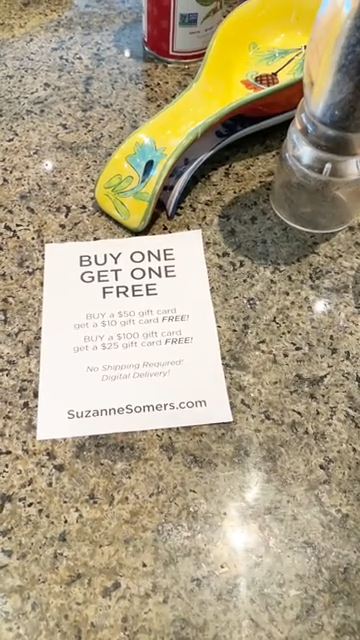 BUY ONE
GET ONE
FREE
BUY a $50 gift card
get a $10 gift card FREE!
BUY a $100 gift card
get a $25 gift card FREE!
No Shipping Required!
Digital Delivery!
SuzanneSomers.com